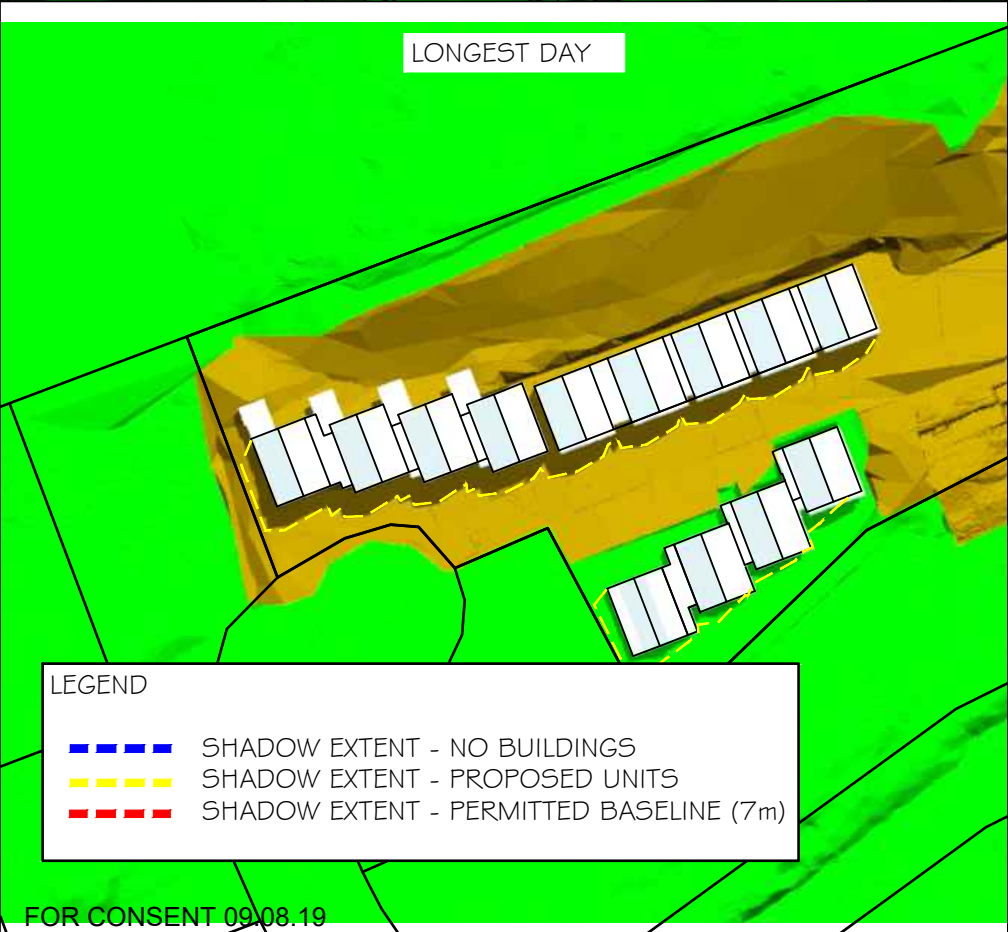 LONGEST DAY
LEGEND
SHADOW EXTENT - NO BUILDINGS
SHADOW EXTENT - PROPOSED UNITS
SHADOW EXTENT - PERMITTED BASELINE (7m)
FOR CONSENT 09.08.19